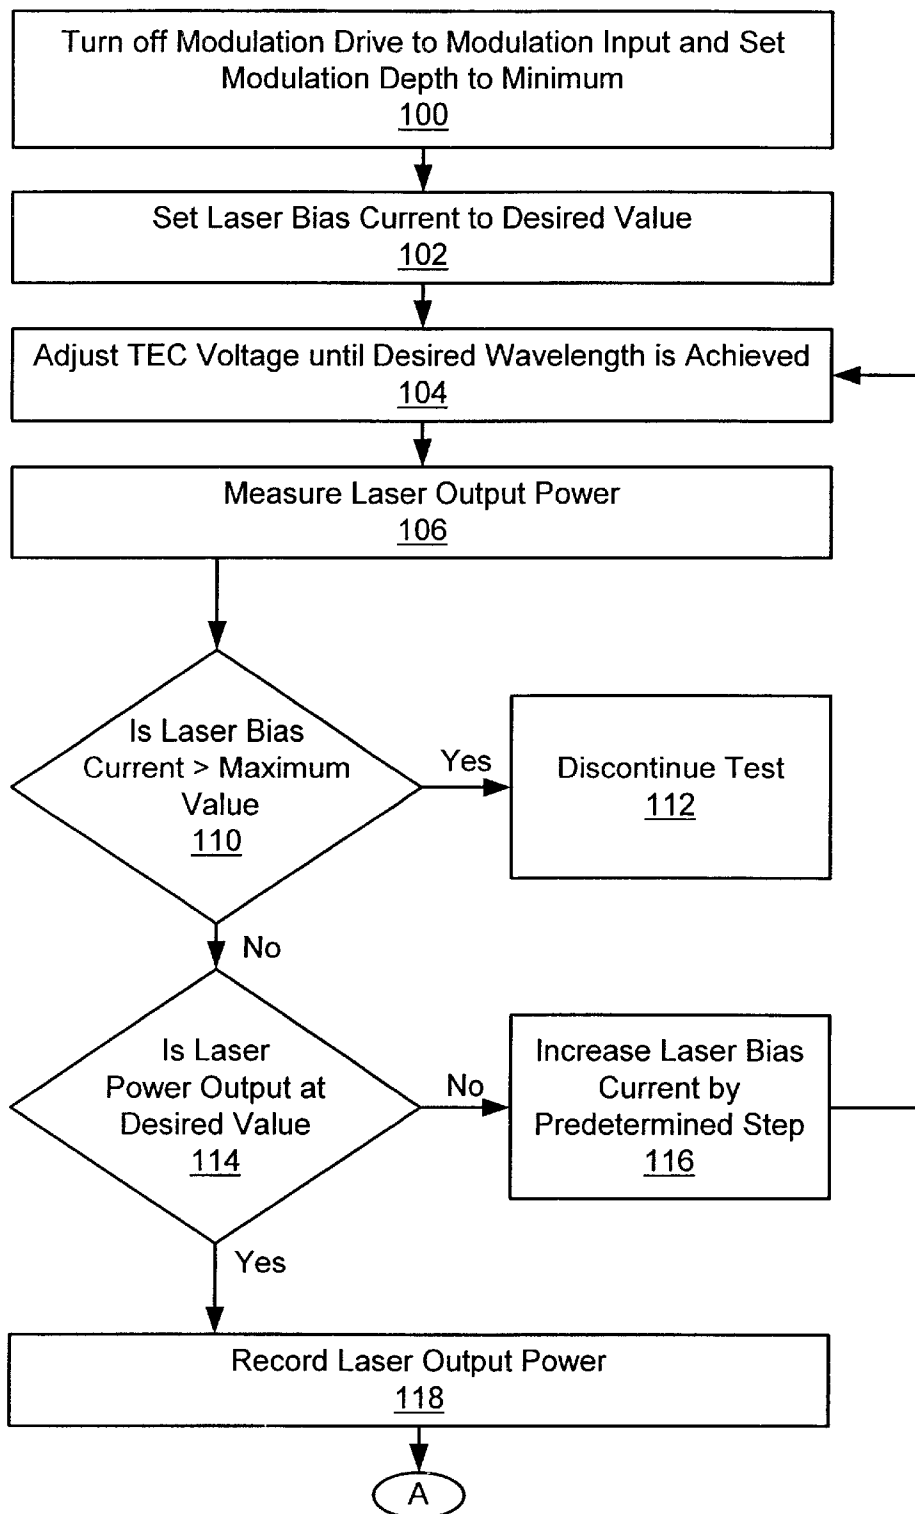 Turn off Modulation Drive to Modulation Input and Set
Modulation Depth to Minimum
100
Set Laser Bias Current to Desired Value
102
Adjust TEC Voltage until Desired Wavelength is Achieved
104
Measure Laser Output Power
106
Is Laser Bias
Current > Maximum
Value
110
Yes
Discontinue Test
112
No
Is Laser
Power Output at
Desired Value
114
No
Increase Laser Bias
Current by
Predetermined Step
116
Yes
Record Laser Output Power
118
A